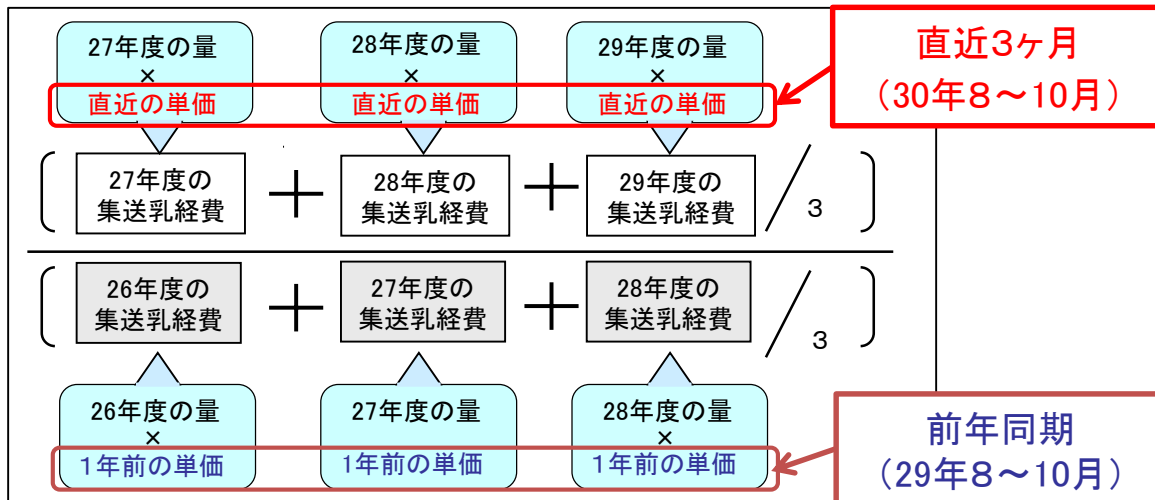 27年度の量
×
直近の単価
28年度の量
×
直近の単価
29年度の量
×
直近の単価
直近3ヶ月
(30年8~10月)
27年度の
集送乳経費
+
28年度の
集送乳経費
+
29年度の
集送乳経費
/ 3
26年度の
集送乳経費
+
27年度の
集送乳経費
+
28年度の
集送乳経費
/ 3
26年度の量
×
1年前の単価
27年度の量
1年前の単価
28年度の量
×
1年前の単価
前年同期
(29年8~10月)